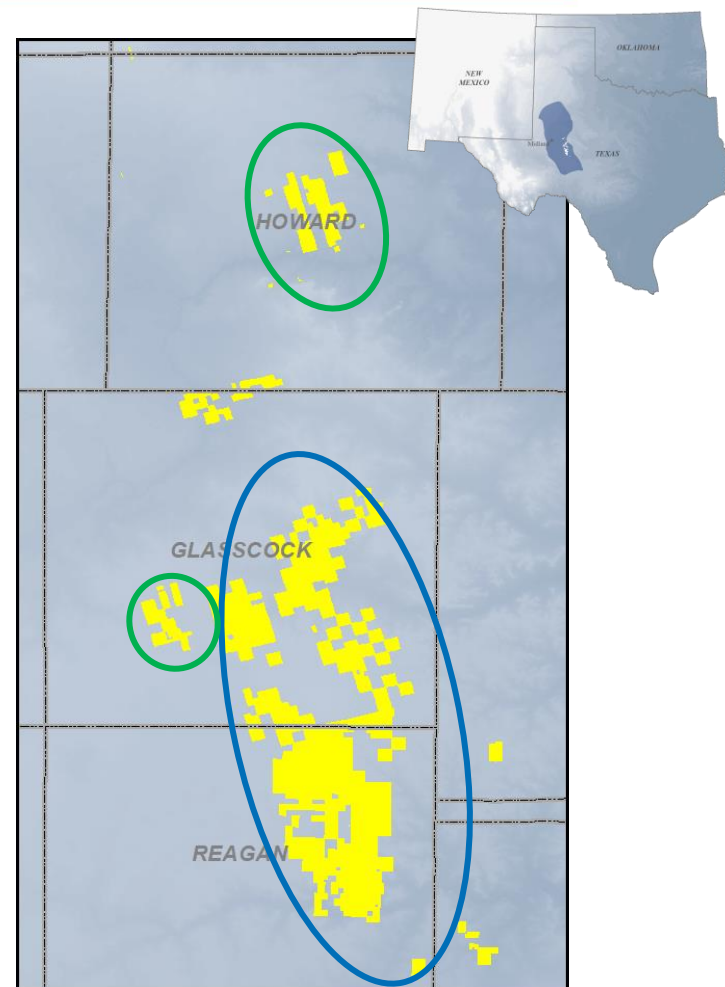 OKLAHOMA
NEW
MEXICO
Midland
TEXAS
HOWARD
GLASSCOCK
REAGAN